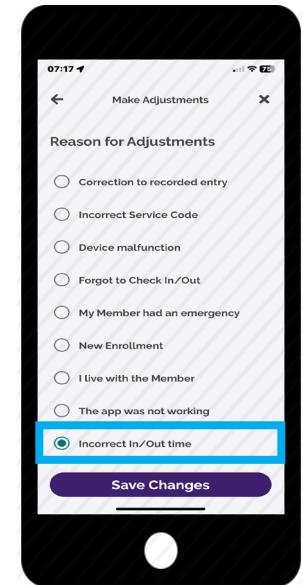 07:17
75
Make Adjustments
Reason for Adjustments
Correction to recorded entry
Incorrect Service Code
Device malfunction
Forgot to Check In/Out
My Member had an emergency
New Enrollment
I live with the Member
The app was not working
Incorrect In/Out time
Save Changes